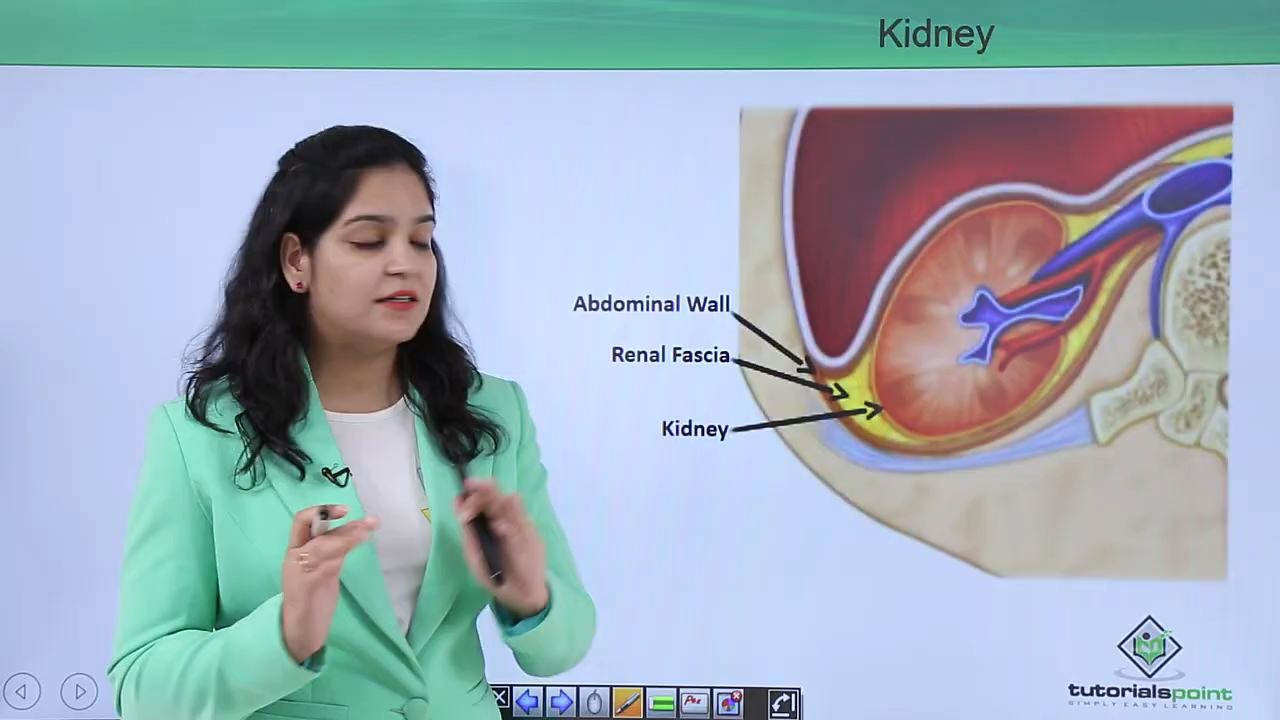 Kidney
Abdominal Wall
Renal Fascia
Kidney
tutorialspoint
SIMPLY EASY LEARNING